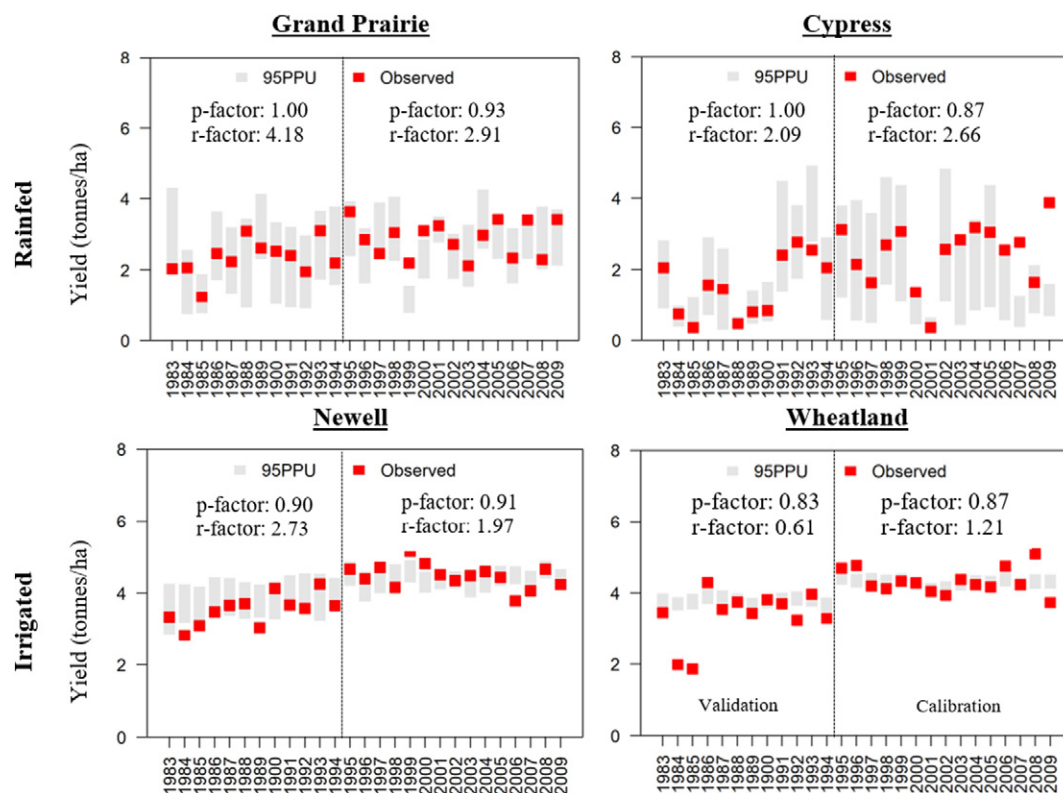 Grand Prairie
Cypress
Rainfed
Yield (tonnes/ha)
8
6
4
2
0
95PPU Observed
p-factor: 1.00
r-factor: 4.18
p-factor: 0.93
r-factor: 2.91
1983 1984 1985 1986 1987 1988 1989 1900 1991 1992 1993 1994 1995 1996 1997 1998 1999 2000 2001 2002 2003 2004 2005 2006 2007 2008 2009
8
6
4
2
0
95PPU Observed
p-factor: 1.00
r-factor: 2.09
p-factor: 0.87
r-factor: 2.66
1983 1984 1985 1986 1987 1988 1989 1900 1991 1992 1993 1994 1995 1996 1997 1998 1999 2000 2001 2002 2003 2004 2005 2006 2007 2008 2009
Newell
Wheatland
Irrigated
Yield (tonnes/ha)
8
6
4
2
0
95PPU Observed
p-factor: 0.90
r-factor: 2.73
p-factor: 0.91
r-factor: 1.97
1983 1984 1985 1986 1987 1988 1989 1900 1991 1992 1993 1994 1995 1996 1997 1998 1999 2000 2001 2002 2003 2004 2005 2006 2007 2008 2009
8
6
4
2
0
95PPU Observed
p-factor: 0.83
r-factor: 0.61
p-factor: 0.87
r-factor: 1.21
Validation
Calibration
1983 1984 1985 1986 1987 1988 1989 1900 1991 1992 1993 1994 1995 1996 1997 1998 1999 2000 2001 2002 2003 2004 2005 2006 2007 2008 2009